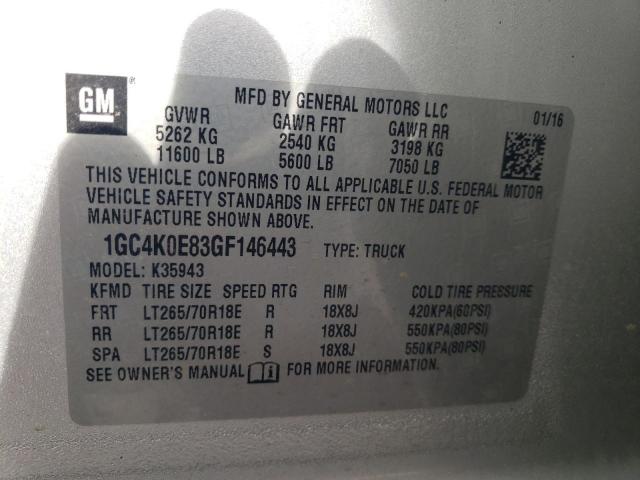 GM
MFD BY GENERAL MOTORS LLC
01/16
GVWR GAWR FRT GAWR RR
5262 KG 2540 KG 3198 KG
11600 LB 5600 LB 7050 LB
THIS VEHICLE CONFORMS TO ALL APPLICABLE U.S. FEDERAL MOTOR
VEHICLE SAFETY STANDARDS IN EFFECT ON THE DATE OF
MANUFACTURE SHOWN ABOVE.
1GC4K0E83GF146443 TYPE: TRUCK
MODEL: K35943
KFMD TIRE SIZE SPEED RTG RIM COLD TIRE PRESSURE
FRT LT265/70R18E R 18X8J 420KPA(60PSI)
RR LT265/70R18E R 18X8J 550KPA(80PSI)
SPA LT265/70R18E S 18X8J 550KPA(80PSI)
SEE OWNER'S MANUAL FOR MORE INFORMATION.